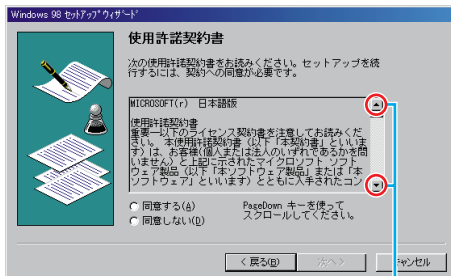 Windows 98 セットアップ ウィザード
使用許諾契約書
次の使用許諾契約書をお読みください。セットアップを続
行するには、契約への同意が必要です。
MICROSOFT(r) 日本語版
使用許諾契約書
重要－以下のライセンス契約書を注意してお読みくだ
さい。本使用許諾契約書（以下「本契約書」といいま
す）は、お客様（個人または法人のいずれであるかを問
いません）と上記に示されたマイクロソフト ソフト
ウェア製品（以下「本ソフトウェア製品」または「本
ソフトウェア」といいます）とともに入手されたコン
同意する(A)
同意しない(D)
PageDown キーを使って
スクロールしてください。
< 戻る(B)
次へ >
キャンセル